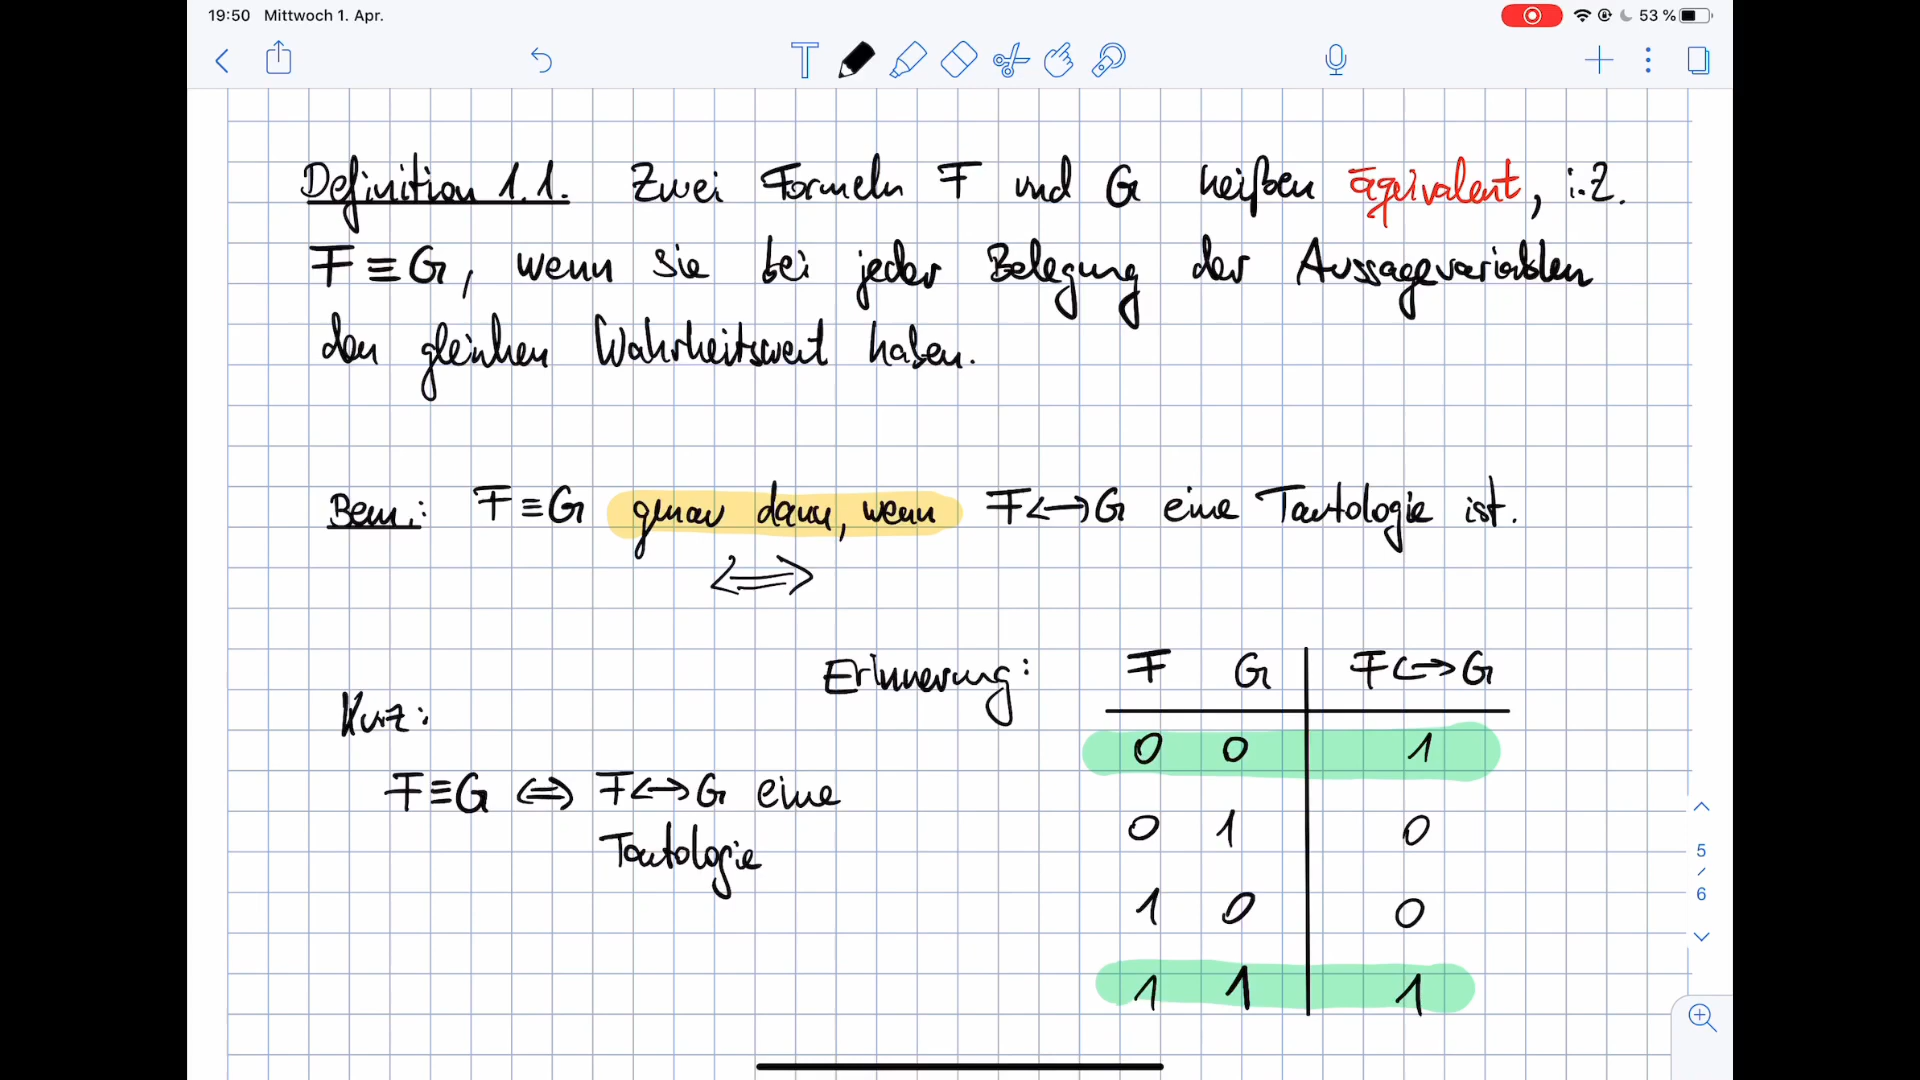 19:50 Mittwoch 1. Apr. 53 %
Definition 1.1. Zwei Formeln F und G heißen äquivalent, i.Z.
F ≡ G, wenn sie bei jeder Belegung der Aussagevariablen
den gleichen Wahrheitswert haben.
Bem.: F ≡ G genau dann, wenn F ↔ G eine Tautologie ist.
⟺
Erinnerung:
F G F ↔ G
0 0 1
0 1 0
1 0 0
1 1 1
Kurz:
F ≡ G ⟺ F ↔ G eine
Tautologie
5
/
6